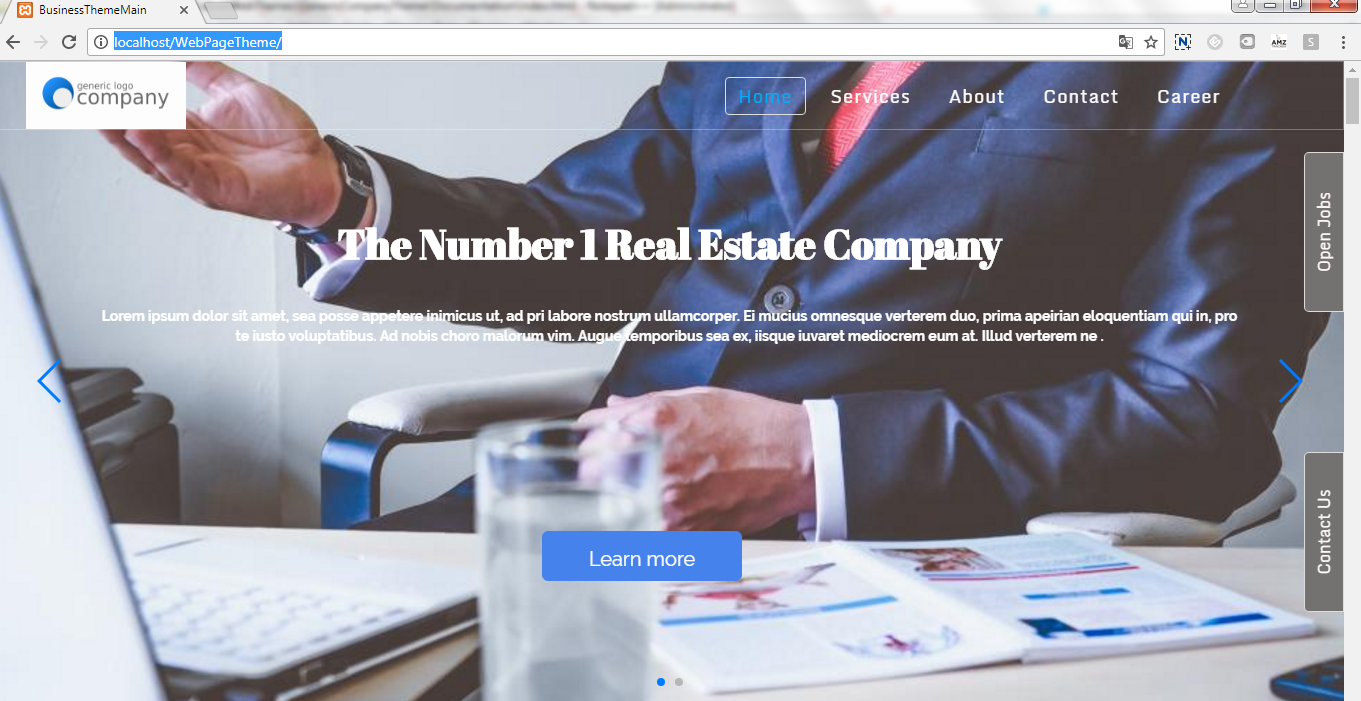 BusinessThemeMain
localhost/WebPageTheme/
AMZ
N
S
generic logo
company
Home Services About Contact Career
Open Jobs
The Number 1 Real Estate Company
Lorem ipsum dolor sit amet, sea posse appetere inimicus ut, ad pri labore nostrum ullamcorper. Ei mucius omnesque verterem duo, prima apeirian eloquentiam qui in, pro
te iusto voluptatibus. Ad nobis choro malorum vim. Augue temporibus sea ex, iisque iuvaret mediocrem eum at. Illud verterem ne .
Contact Us
Learn more